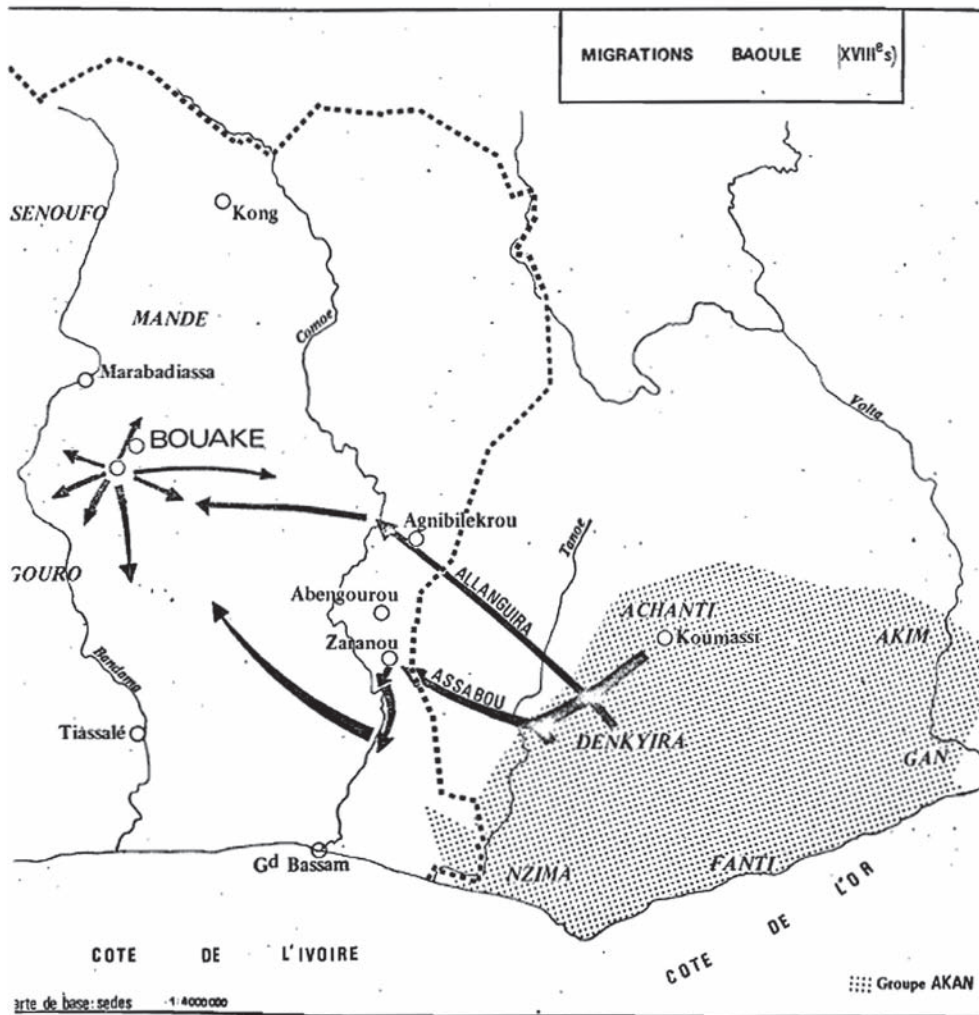 MIGRATIONS BAOULE (XVIIIe s)
SENOUFO
Kong
MANDE
Comoe
Marabadiassa
Volta
BOUAKE
Agnibilekrou
Tanoe
GOURO
ALLANGUIRA
Abengourou
ACHANTI
Koumassi
AKIM
Zaranou
Bandama
ASSABOU
Tiassalé
DENKYIRA
GAN
Gd Bassam
NZIMA
FANTI
COTE DE L'IVOIRE
COTE DE L'OR
Groupe AKAN
arte de base: sedes 1:4000000